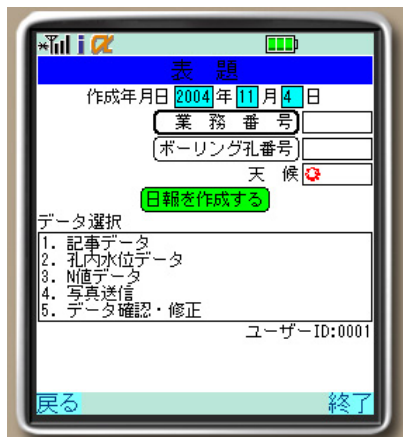 i α
表 題
作成年月日 2004 年 11 月 4 日
業 務 番 号
ボーリング孔番号
天 候
日報を作成する
データ選択
1. 記事データ
2. 孔内水位データ
3. N値データ
4. 写真送信
5. データ確認・修正
ユーザーID:0001
戻る 終了